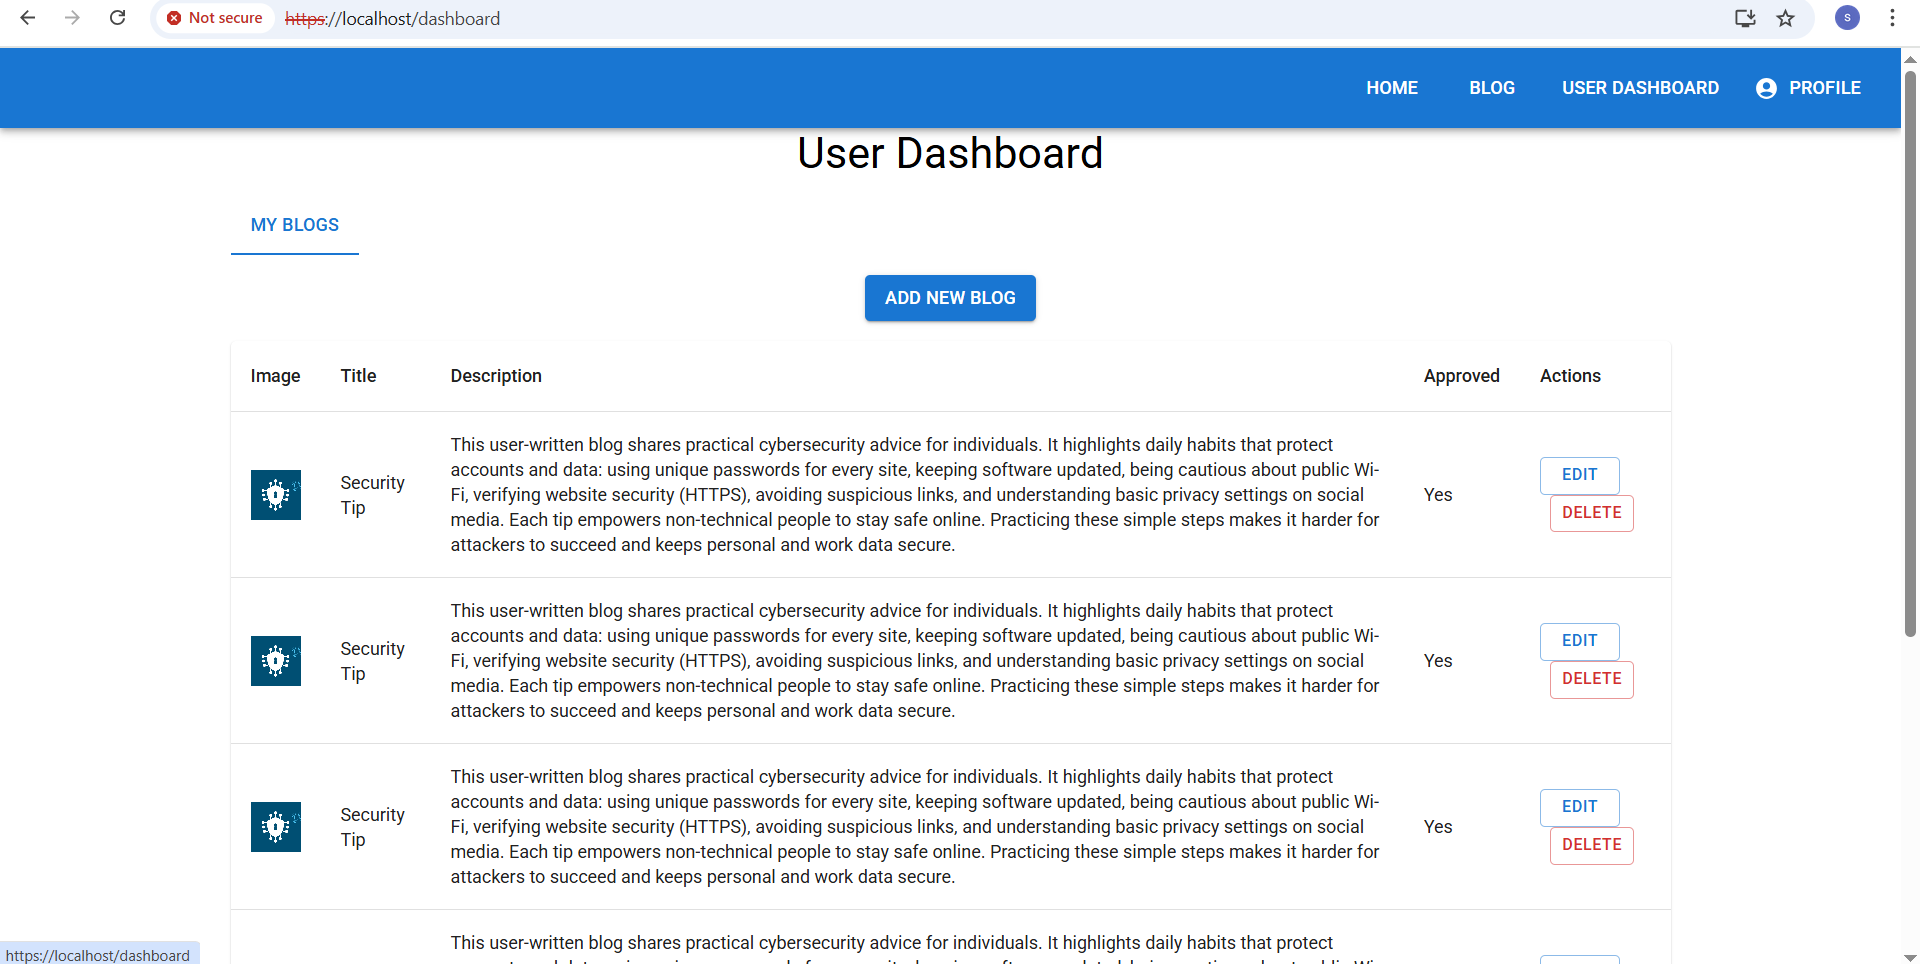 Not secure https://localhost/dashboard
S
HOME BLOG USER DASHBOARD PROFILE
User Dashboard
MY BLOGS
ADD NEW BLOG
Image Title Description Approved Actions
Security
Tip
This user-written blog shares practical cybersecurity advice for individuals. It highlights daily habits that protect
accounts and data: using unique passwords for every site, keeping software updated, being cautious about public Wi-
Fi, verifying website security (HTTPS), avoiding suspicious links, and understanding basic privacy settings on social
media. Each tip empowers non-technical people to stay safe online. Practicing these simple steps makes it harder for
attackers to succeed and keeps personal and work data secure.
Yes
EDIT
DELETE
Security
Tip
This user-written blog shares practical cybersecurity advice for individuals. It highlights daily habits that protect
accounts and data: using unique passwords for every site, keeping software updated, being cautious about public Wi-
Fi, verifying website security (HTTPS), avoiding suspicious links, and understanding basic privacy settings on social
media. Each tip empowers non-technical people to stay safe online. Practicing these simple steps makes it harder for
attackers to succeed and keeps personal and work data secure.
Yes
EDIT
DELETE
Security
Tip
This user-written blog shares practical cybersecurity advice for individuals. It highlights daily habits that protect
accounts and data: using unique passwords for every site, keeping software updated, being cautious about public Wi-
Fi, verifying website security (HTTPS), avoiding suspicious links, and understanding basic privacy settings on social
media. Each tip empowers non-technical people to stay safe online. Practicing these simple steps makes it harder for
attackers to succeed and keeps personal and work data secure.
Yes
EDIT
DELETE
This user-written blog shares practical cybersecurity advice for individuals. It highlights daily habits that protect
https://localhost/dashboard